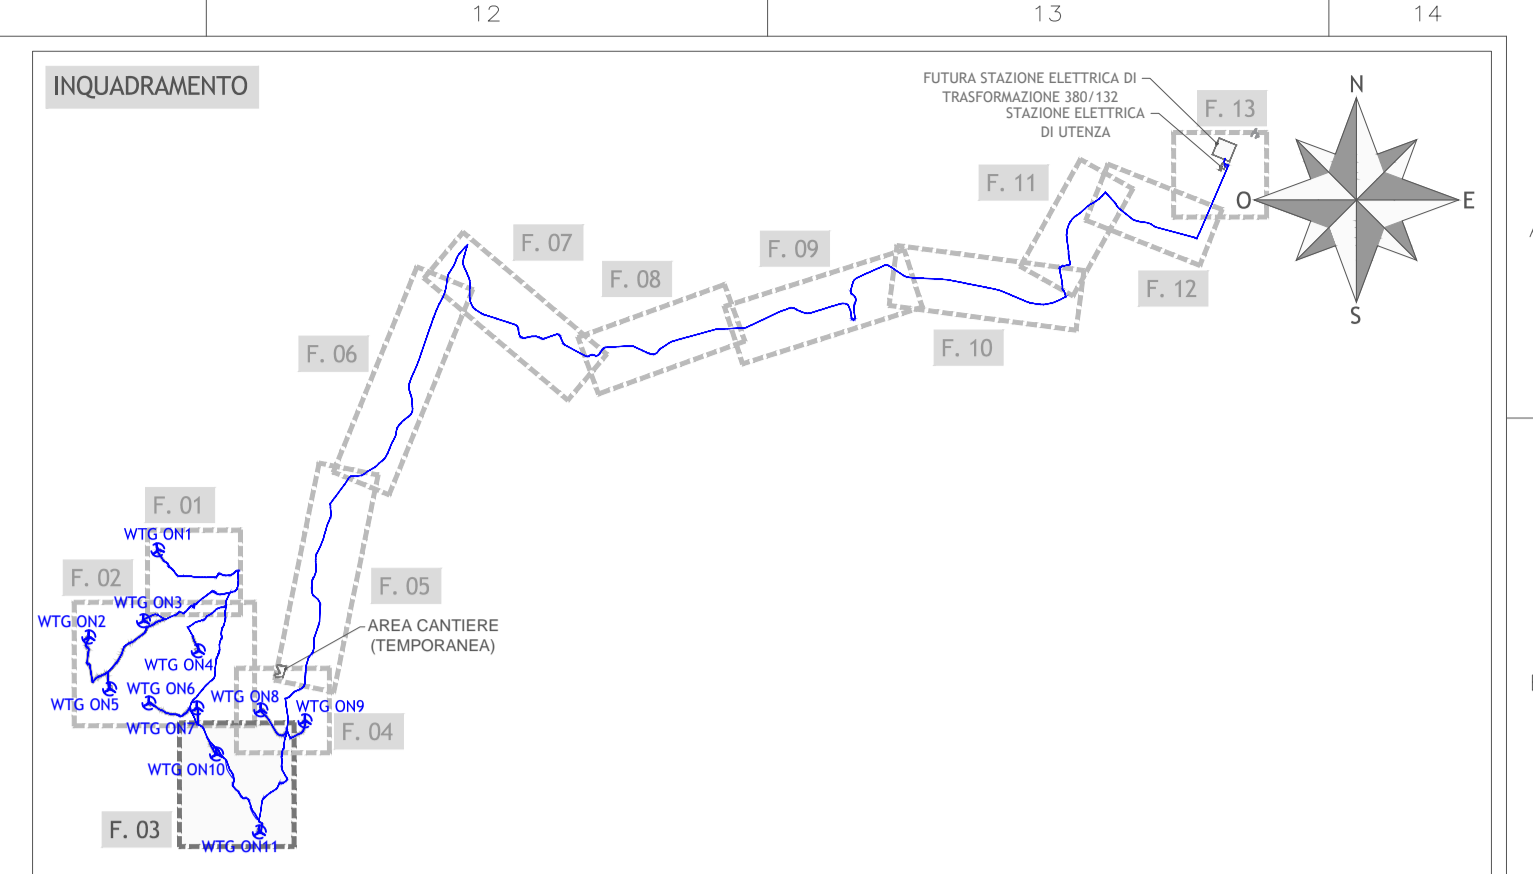 12
13
14
INQUADRAMENTO
FUTURA STAZIONE ELETTRICA DI
TRASFORMAZIONE 380/132
STAZIONE ELETTRICA
DI UTENZA
F. 13
N
O
E
S
F. 11
F. 12
F. 07
F. 09
F. 08
F. 10
F. 06
F. 01
WTG ON1
F. 02
F. 05
WTG ON3
WTG ON2
AREA CANTIERE
(TEMPORANEA)
WTG ON4
WTG ON6
WTG ON8
WTG ON5
WTG ON9
WTG ON7
F. 04
WTG ON10
F. 03
WTG ON11